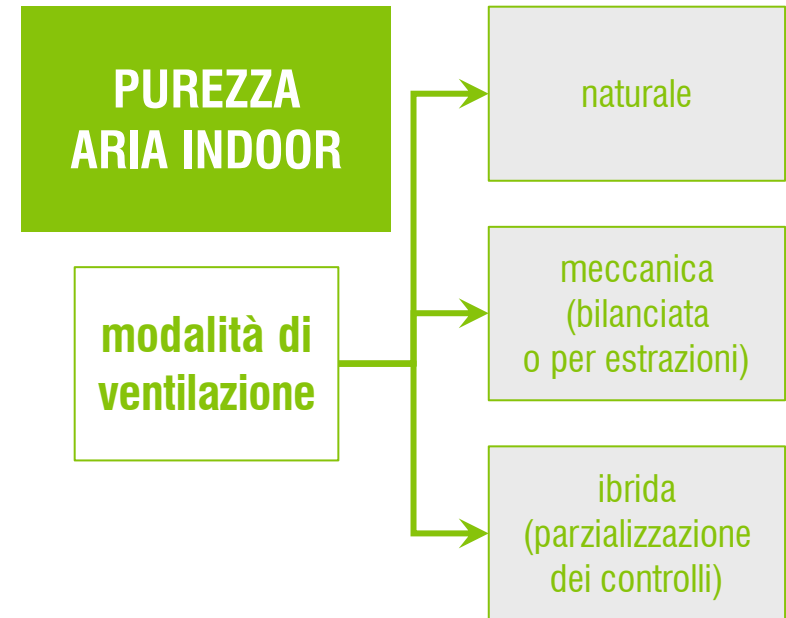 PUREZZA
ARIA INDOOR
modalità di
ventilazione
naturale
meccanica
(bilanciata
o per estrazioni)
ibrida
(parzializzazione
dei controlli)